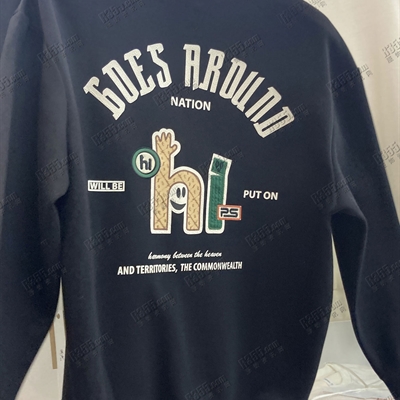 GOES AROUND
NATION
hi
hi
WILL BE
PUT ON
PS
harmony between the heaven
AND TERRITORIES, THE COMMONWEALTH